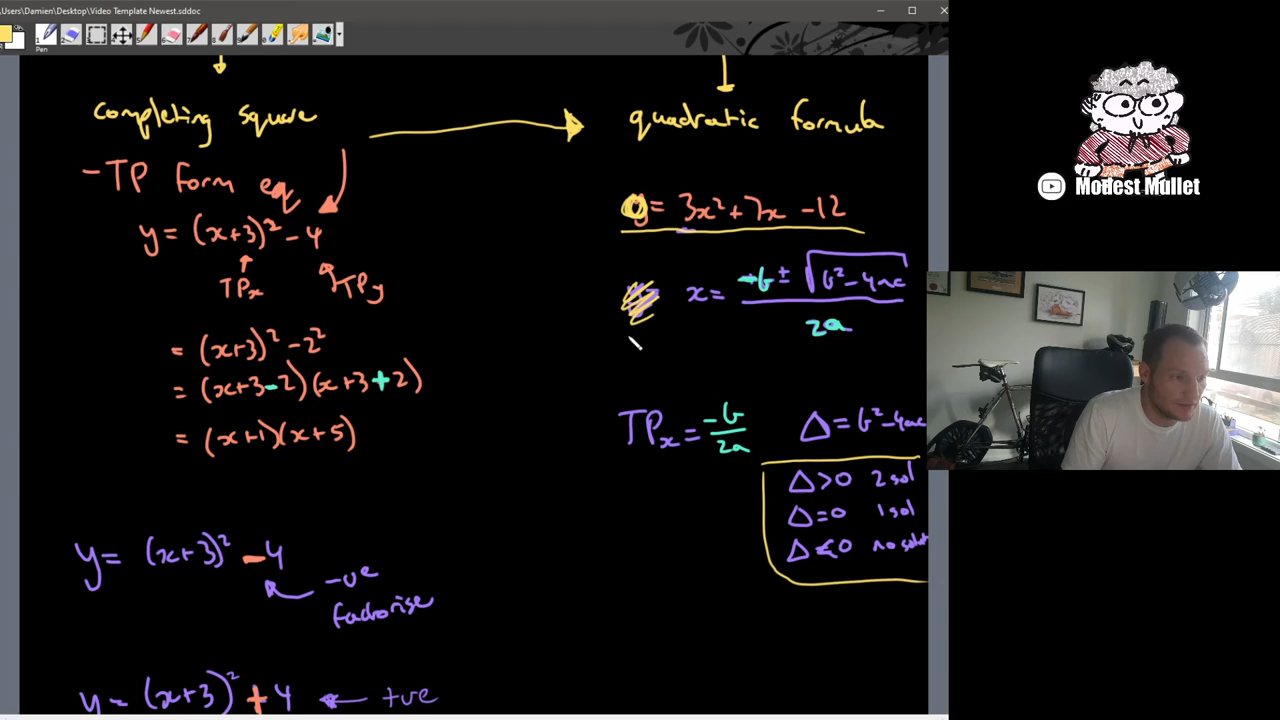 Users\Damien\Desktop\Video Template Newest.sddoc
Pen
completing square
- TP form eq
y = (x+3)² - 4
TPx
TPy
= (x+3)² - 2²
= (x+3-2)(x+3+2)
= (x+1)(x+5)
y = (x+3)² - 4
-ve
factorise
y = (x+3)² + 4
+ve
quadratic formula
= 3x² + 7x - 12
x = -b ± √b² - 4ac
2a
TPx = -b
2a
Δ = b² - 4ac
Δ > 0 2 sol
Δ = 0 1 sol
Δ < 0 no
Modest Mullet